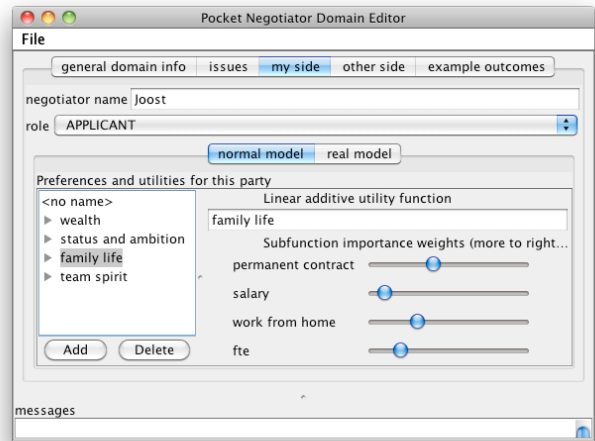 Pocket Negotiator Domain Editor
File
general domain info issues my side other side example outcomes
negotiator name Joost
role APPLICANT
normal model real model
Preferences and utilities for this party
<no name>
wealth
status and ambition
family life
team spirit
Add Delete
Linear additive utility function
family life
Subfunction importance weights (more to right...
permanent contract
salary
work from home
fte
messages